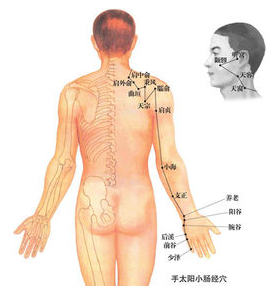 肩中俞
肩外俞
秉风
曲垣
臑俞
天宗
肩贞
听宫
颧髎
天容
天窗
小海
支正
养老
阳谷
腕谷
后溪
前谷
少泽
手太阳小肠经穴